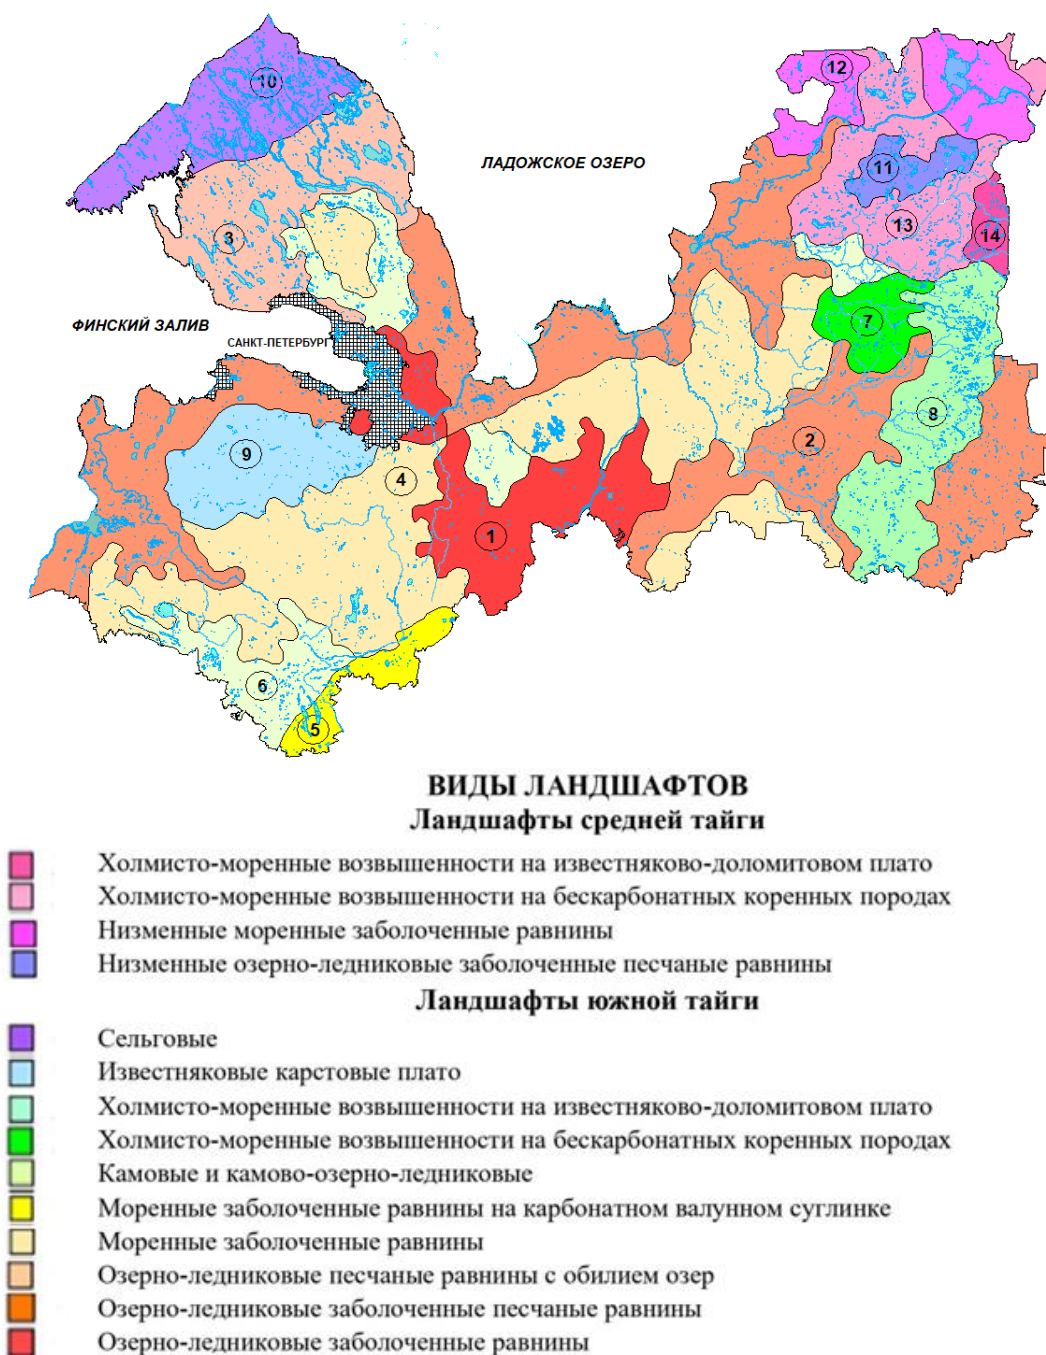 10
12
ЛАДОЖСКОЕ ОЗЕРО
11
3
13
14
ФИНСКИЙ ЗАЛИВ
САНКТ-ПЕТЕРБУРГ
7
8
2
9
4
1
6
5
ВИДЫ ЛАНДШАФТОВ
Ландшафты средней тайги
Холмисто-моренные возвышенности на известняково-доломитовом плато
Холмисто-моренные возвышенности на бескарбонатных коренных породах
Низменные моренные заболоченные равнины
Низменные озерно-ледниковые заболоченные песчаные равнины
Ландшафты южной тайги
Сельговые
Известняковые карстовые плато
Холмисто-моренные возвышенности на известняково-доломитовом плато
Холмисто-моренные возвышенности на бескарбонатных коренных породах
Камовые и камово-озерно-ледниковые
Моренные заболоченные равнины на карбонатном валунном суглинке
Моренные заболоченные равнины
Озерно-ледниковые песчаные равнины с обилием озер
Озерно-ледниковые заболоченные песчаные равнины
Озерно-ледниковые заболоченные равнины